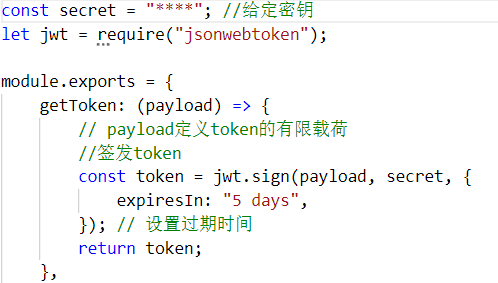 const secret = "****"; //给定密钥
let jwt = require("jsonwebtoken");
module.exports = {
getToken: (payload) => {
// payload定义token的有限载荷
//签发token
const token = jwt.sign(payload, secret, {
expiresIn: "5 days",
}); // 设置过期时间
return token;
},